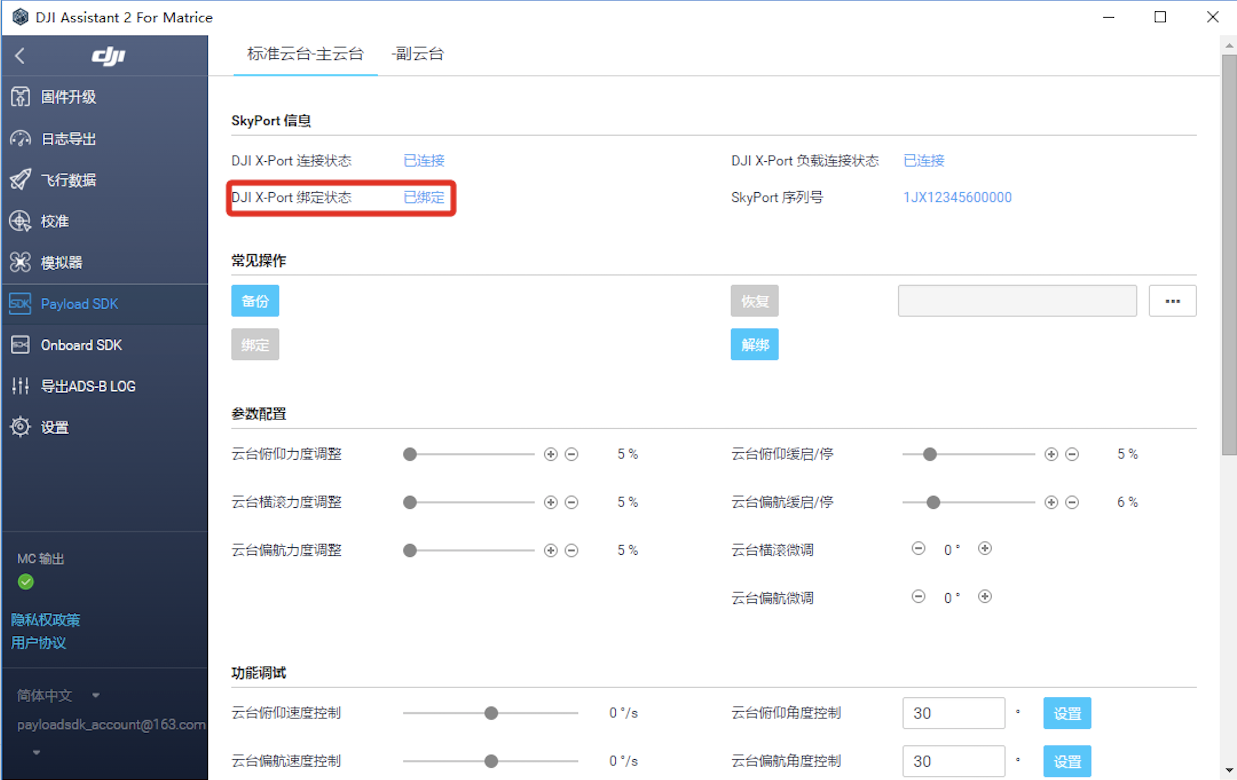 DJI Assistant 2 For Matrice
dji
标准云台-主云台 -副云台
固件升级
日志导出
飞行数据
校准
模拟器
Payload SDK
Onboard SDK
导出ADS-B LOG
设置
MC 输出
隐私权政策
用户协议
简体中文
payloadsdk_account@163.com
SkyPort 信息
DJI X-Port 连接状态 已连接 DJI X-Port 负载连接状态 已连接
DJI X-Port 绑定状态 已绑定 SkyPort 序列号 1JX12345600000
常见操作
备份 恢复 ...
绑定 解绑
参数配置
云台俯仰力度调整 5 % 云台俯仰缓启/停 5 %
云台横滚力度调整 5 % 云台偏航缓启/停 6 %
云台偏航力度调整 5 % 云台横滚微调 0 °
云台偏航微调 0 °
功能调试
云台俯仰速度控制 0 °/s 云台俯仰角度控制 30 ° 设置
云台偏航速度控制 0 °/s 云台偏航角度控制 30 ° 设置